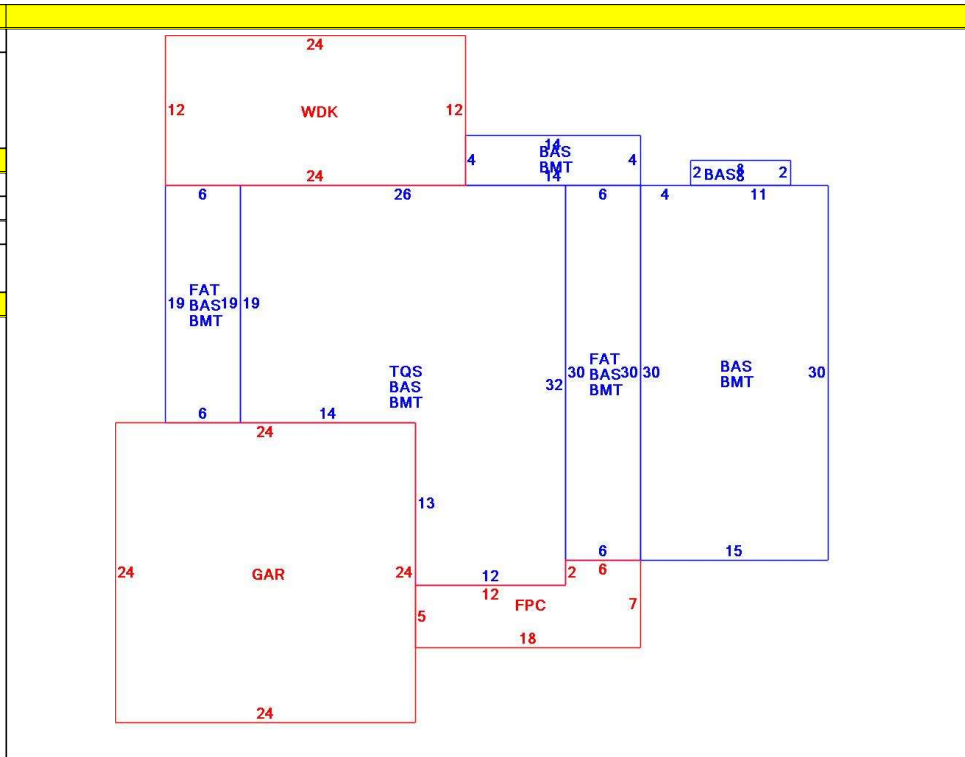 24
12 WDK 12
24
14
BAS
4 BMT 4
14
8
2 BAS 2
8
6 26 6 4 11
FAT
19 BAS 19 19
BMT
6 14
TQS
BAS
BMT
32
FAT
30 BAS 30 30
BMT
BAS
BMT
30
24
13
24 GAR 24
12
12
2
6
6
15
5 FPC 7
18
24